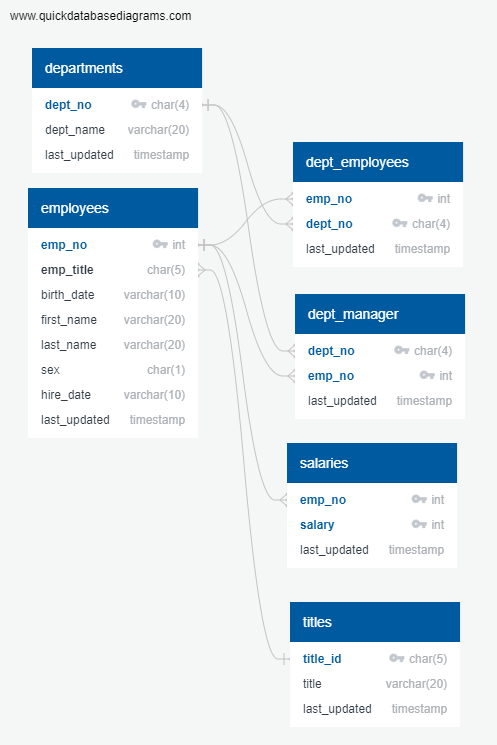 www.quickdatabasediagrams.com
departments
dept_no char(4)
dept_name varchar(20)
last_updated timestamp
employees
emp_no int
emp_title char(5)
birth_date varchar(10)
first_name varchar(20)
last_name varchar(20)
sex char(1)
hire_date varchar(10)
last_updated timestamp
dept_employees
emp_no int
dept_no char(4)
last_updated timestamp
dept_manager
dept_no char(4)
emp_no int
last_updated timestamp
salaries
emp_no int
salary int
last_updated timestamp
titles
title_id char(5)
title varchar(20)
last_updated timestamp